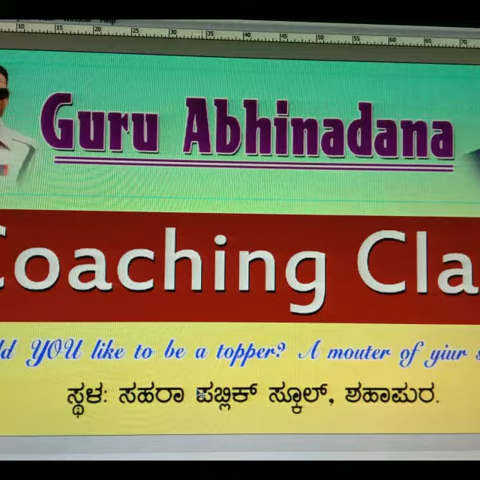 Guru Abhinadana
Coaching Cla
ld YOU like to be a topper? A mouter of yiur s
ಸ್ಥಳ: ಸಹರಾ ಪಬ್ಲಿಕ್ ಸ್ಕೂಲ್, ಶಹಾಪುರ.